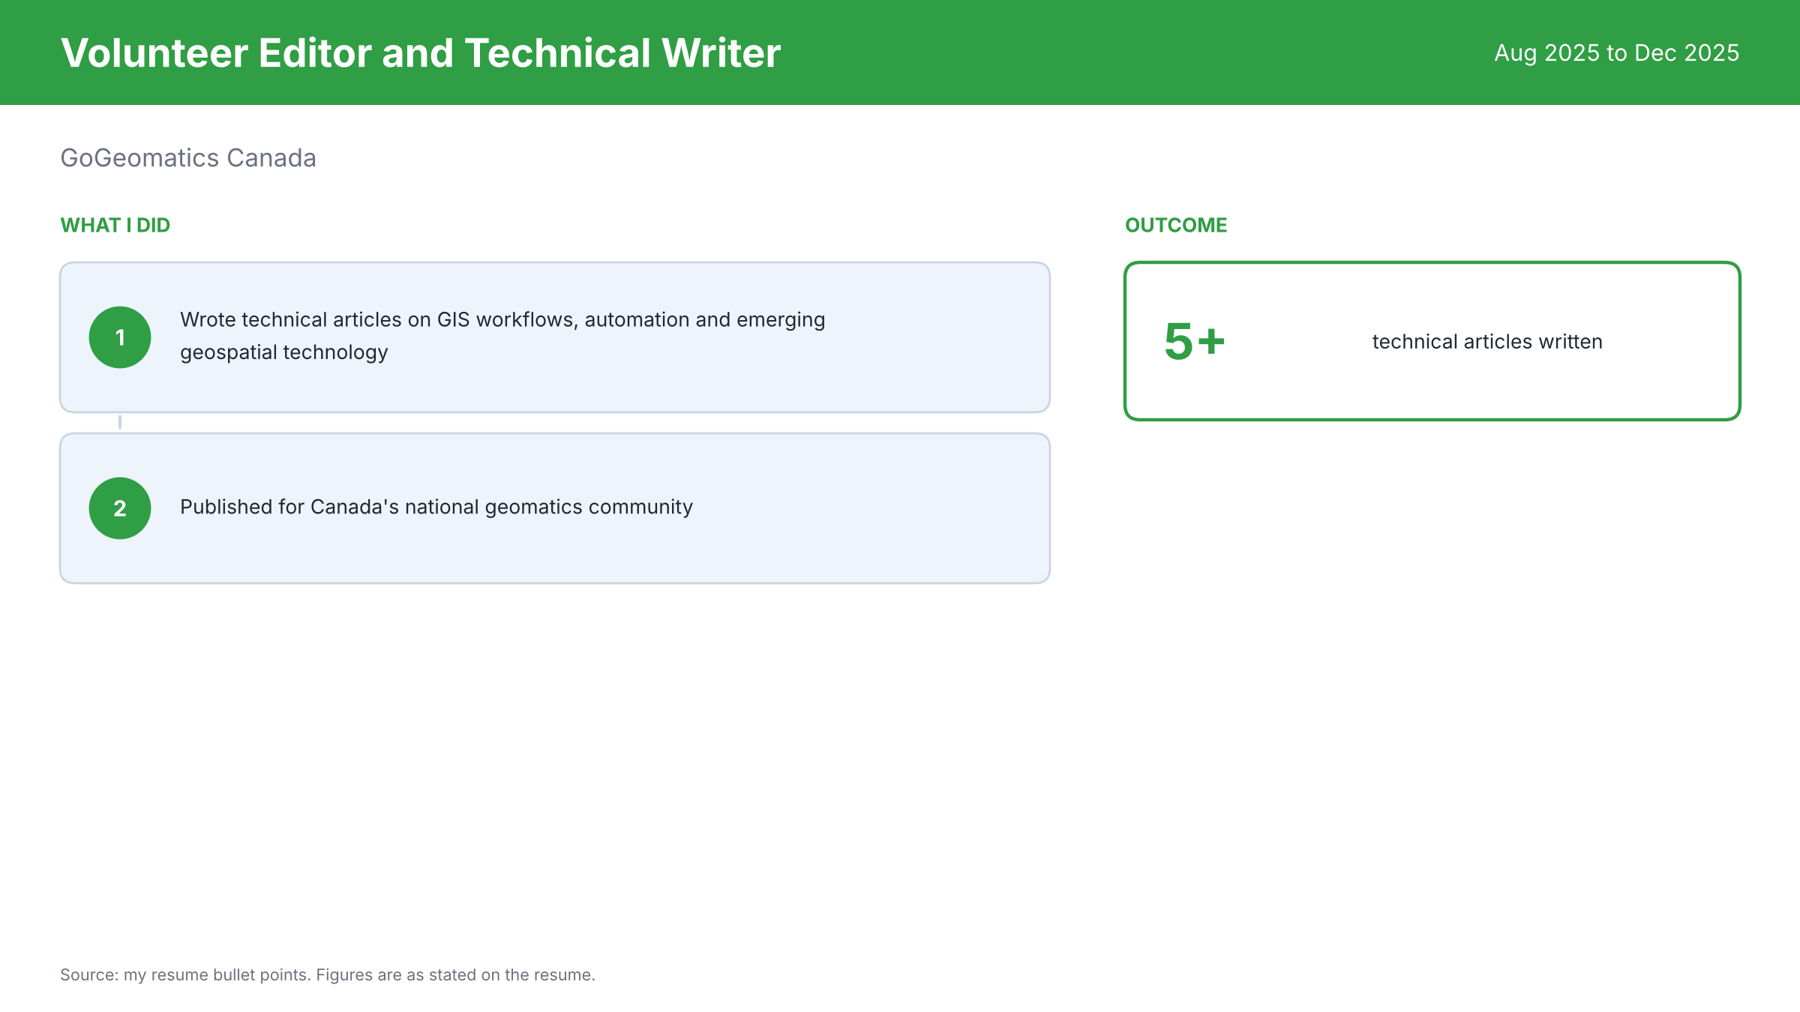 Volunteer Editor and Technical Writer
Aug 2025 to Dec 2025
GoGeomatics Canada
WHAT I DID
1
Wrote technical articles on GIS workflows, automation and emerging
geospatial technology
2
Published for Canada's national geomatics community
OUTCOME
5+
technical articles written
Source: my resume bullet points. Figures are as stated on the resume.